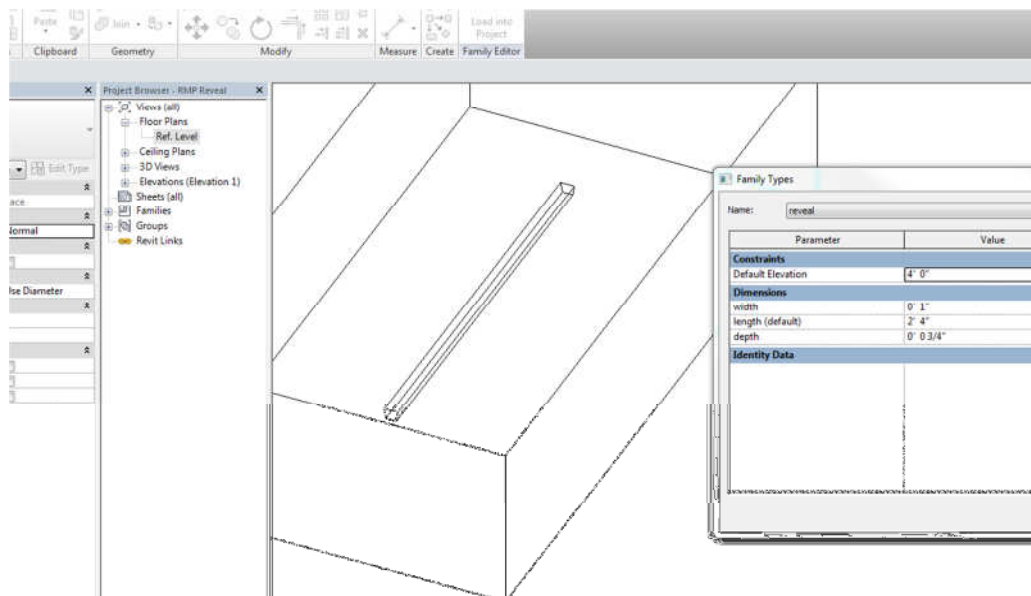 Paste
Join
Load into
Project
Clipboard Geometry Modify Measure Create Family Editor
Project Browser - RMP Reveal
Views (all)
Floor Plans
Ref. Level
Edit Type
Ceiling Plans
3D Views
Elevations (Elevation 1)
Sheets (all)
Families
Groups
Revit Links
ace
Normal
Use Diameter
Family Types
Name: reveal
Parameter Value
Constraints
Default Elevation 4' 0"
Dimensions
width 0' 1"
length (default) 2' 4"
depth 0' 0 3/4"
Identity Data